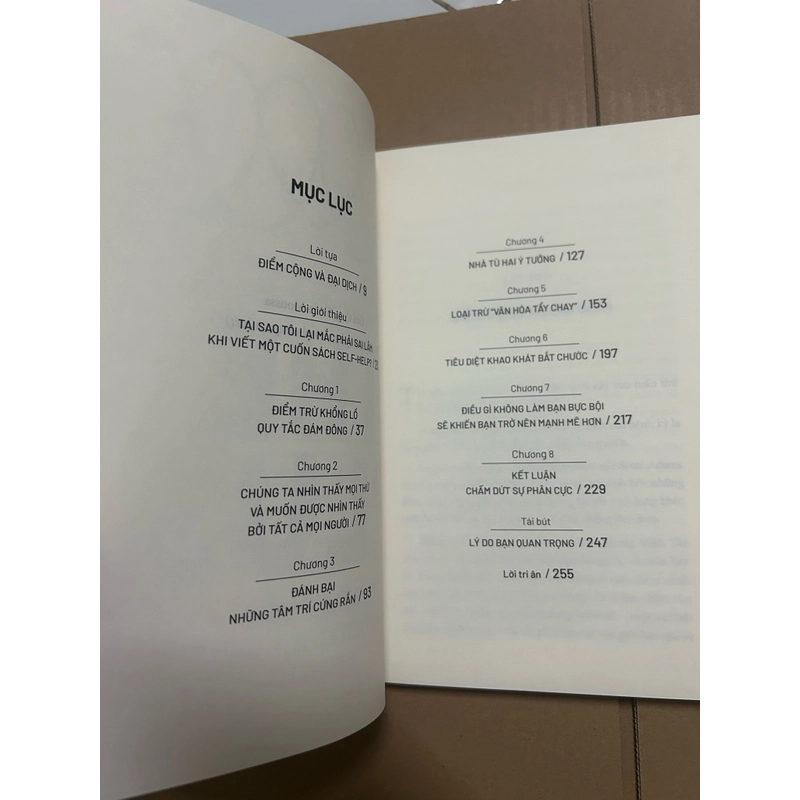 MỤC LỤC
Lời tựa
ĐIỂM CỘNG VÀ ĐẠI DỊCH / 9
Lời giới thiệu
TẠI SAO TÔI LẠI MẮC PHẢI SAI LẦM
KHI VIẾT MỘT CUỐN SÁCH SELF-HELP?
Chương 1
ĐIỂM TRỪ KHỔNG LỒ
QUY TẮC ĐÁM ĐÔNG / 37
Chương 2
CHÚNG TA NHÌN THẤY MỌI THỨ
VÀ MUỐN ĐƯỢC NHÌN THẤY
BỞI TẤT CẢ MỌI NGƯỜI / 77
Chương 3
ĐÁNH BẠI
NHỮNG TÂM TRÍ CỨNG RẮN / 93
Chương 4
NHÀ TÙ HAI Ý TƯỞNG / 127
Chương 5
LOẠI TRỪ "VĂN HÓA TẨY CHAY" / 153
Chương 6
TIÊU DIỆT KHAO KHÁT BẮT CHƯỚC / 197
Chương 7
ĐIỀU GÌ KHÔNG LÀM BẠN BỰC BỘI
SẼ KHIẾN BẠN TRỞ NÊN MẠNH MẼ HƠN / 217
Chương 8
KẾT LUẬN
CHẤM DỨT SỰ PHÂN CỰC / 229
Tái bút
LÝ DO BẠN QUAN TRỌNG / 247
Lời tri ân / 255